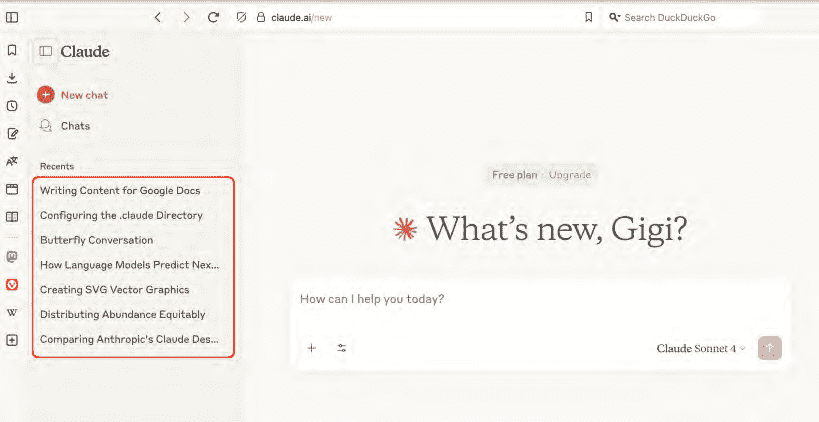 claude.ai/new
Search DuckDuckGo
Claude
New chat
Chats
Recents
Writing Content for Google Docs
Configuring the .claude Directory
Butterfly Conversation
How Language Models Predict Nex...
Creating SVG Vector Graphics
Distributing Abundance Equitably
Comparing Anthropic's Claude Des...
Free plan · Upgrade
What's new, Gigi?
How can I help you today?
Claude Sonnet 4
W